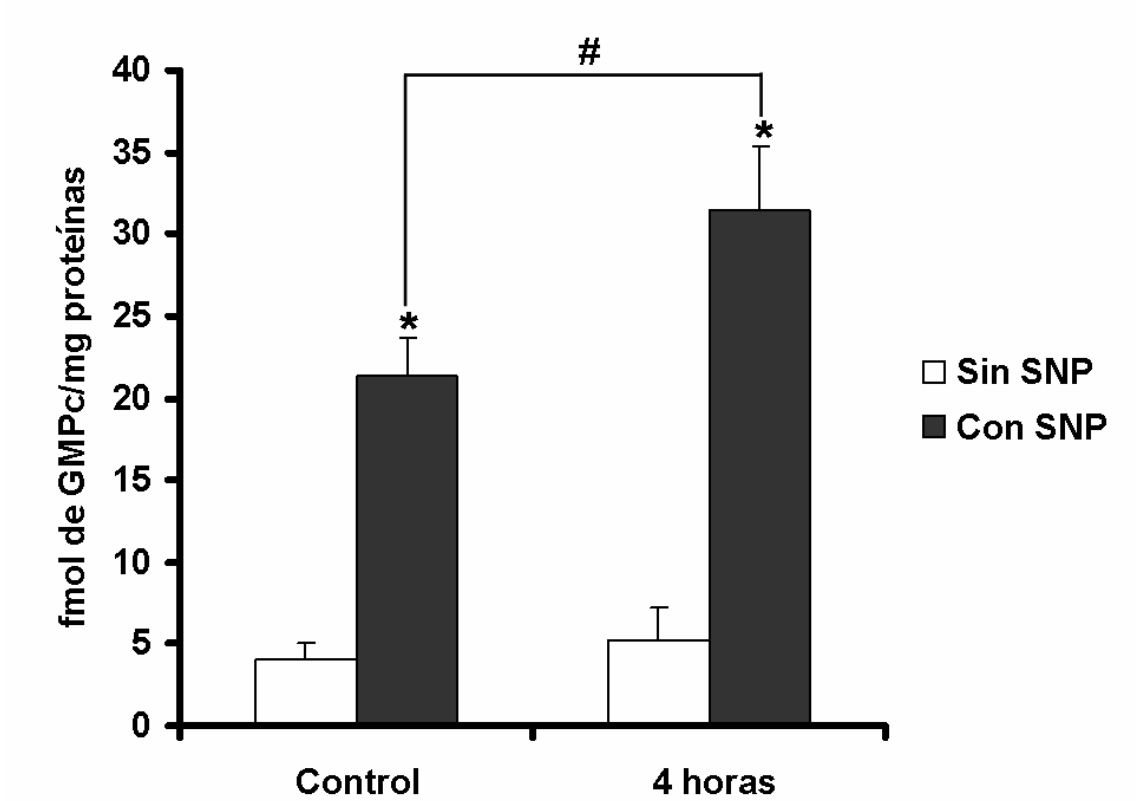 #
40
35
30
25
20
15
10
5
0
*
*
fmol de GMPc/mg proteínas
Sin SNP
Con SNP
Control
4 horas